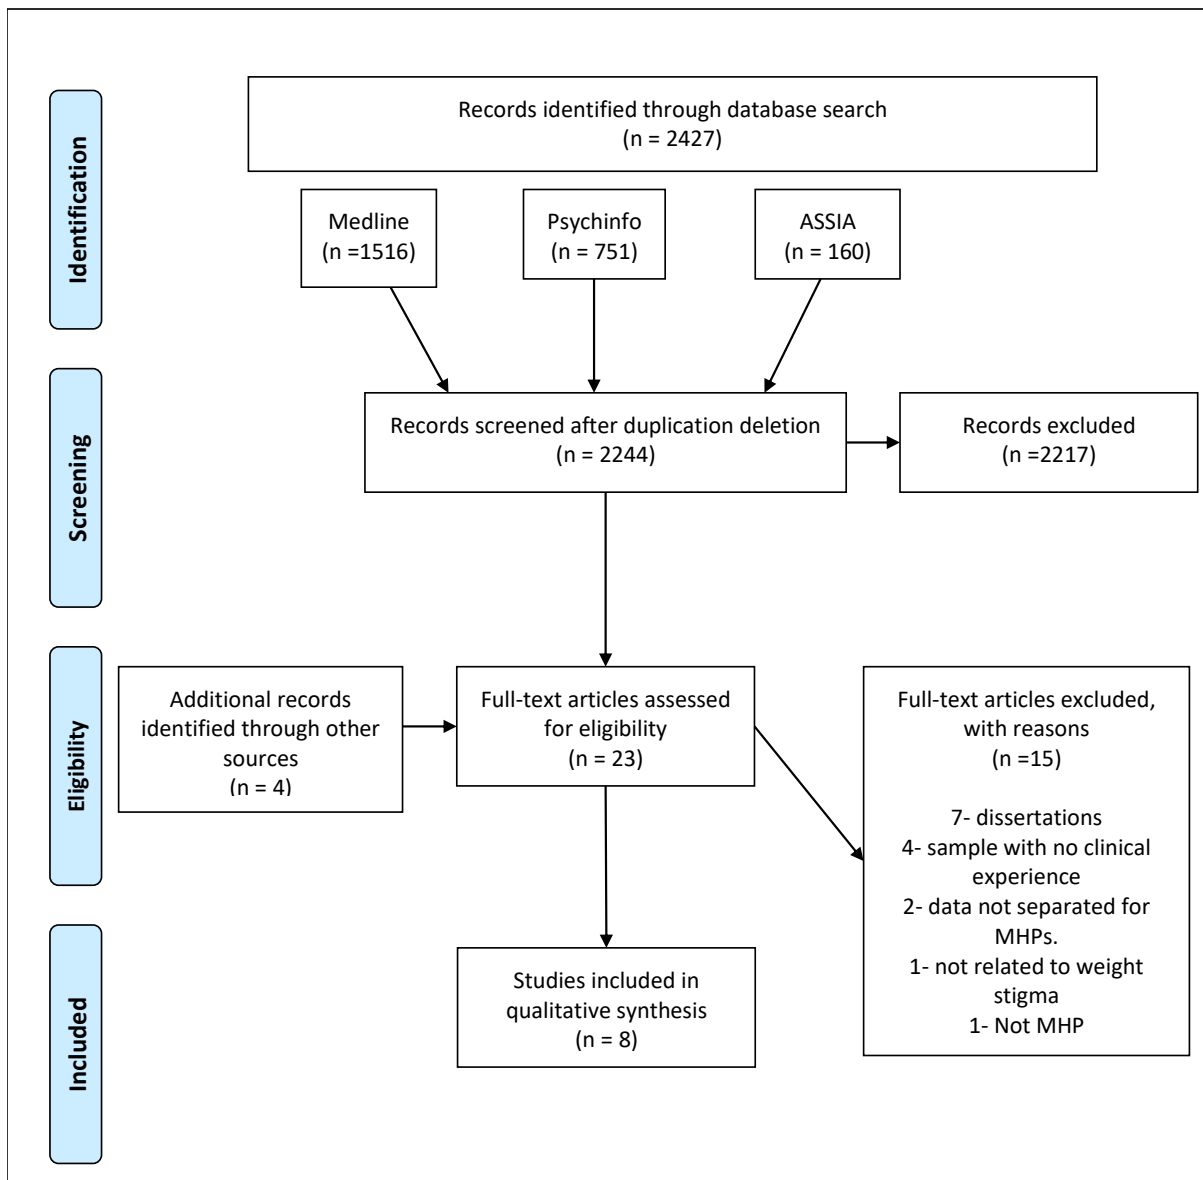 Identification
Records identified through database search
(n = 2427)
Medline
(n =1516)
Psychinfo
(n = 751)
ASSIA
(n = 160)
Screening
Records screened after duplication deletion
(n = 2244)
Records excluded
(n =2217)
Eligibility
Additional records
identified through other
sources
(n = 4)
Full-text articles assessed
for eligibility
(n = 23)
Full-text articles excluded,
with reasons
(n =15)
7- dissertations
4- sample with no clinical
experience
2- data not separated for
MHPs.
1- not related to weight
stigma
1- Not MHP
Included
Studies included in
qualitative synthesis
(n = 8)